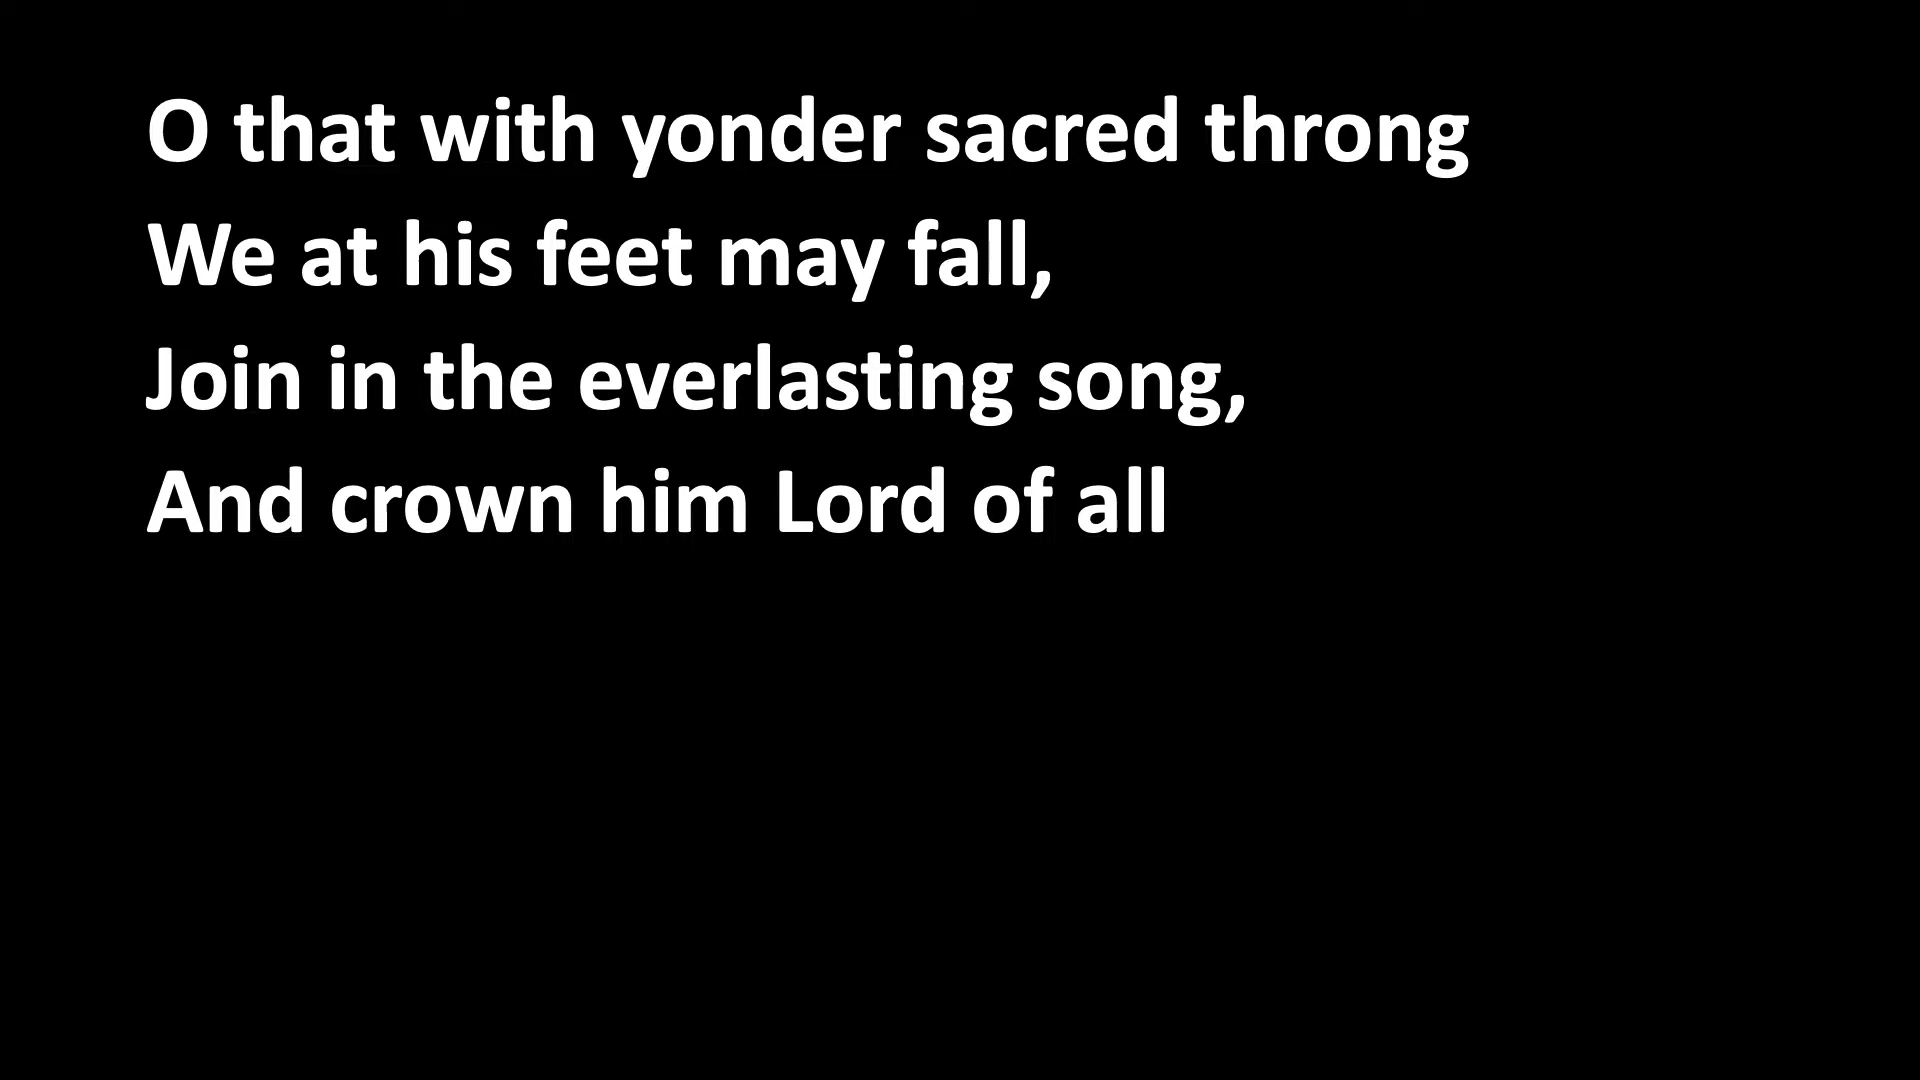 O that with yonder sacred throng
We at his feet may fall,
Join in the everlasting song,
And crown him Lord of all